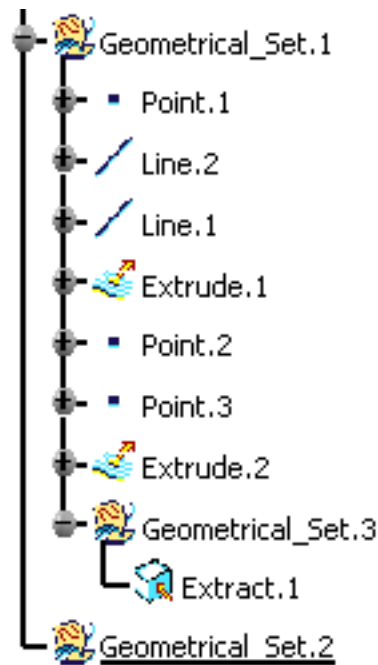 Geometrical_Set.1
Point.1
Line.2
Line.1
Extrude.1
Point.2
Point.3
Extrude.2
Geometrical_Set.3
Extract.1
Geometrical_Set.2